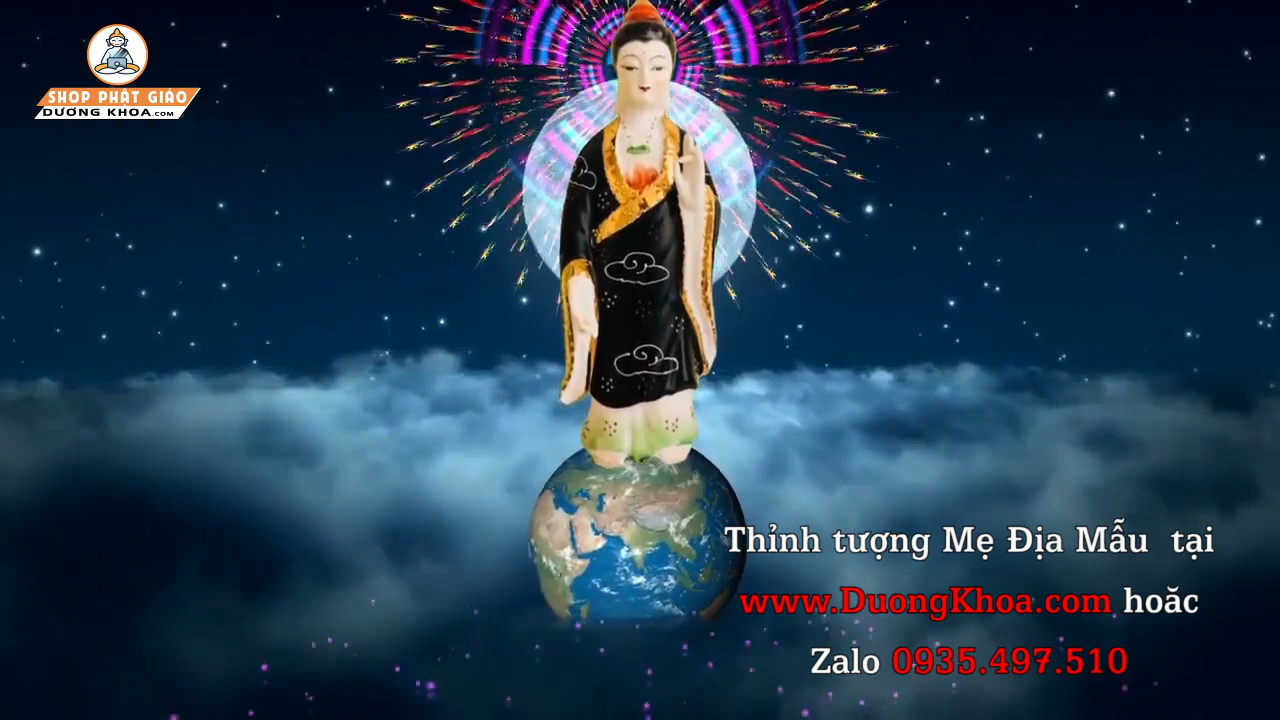 SHOP PHẬT GIÁO
DƯƠNG KHOA.COM
Thỉnh tượng Mẹ Địa Mẫu tại
www.DuongKhoa.com hoăc
Zalo 0935.497.510